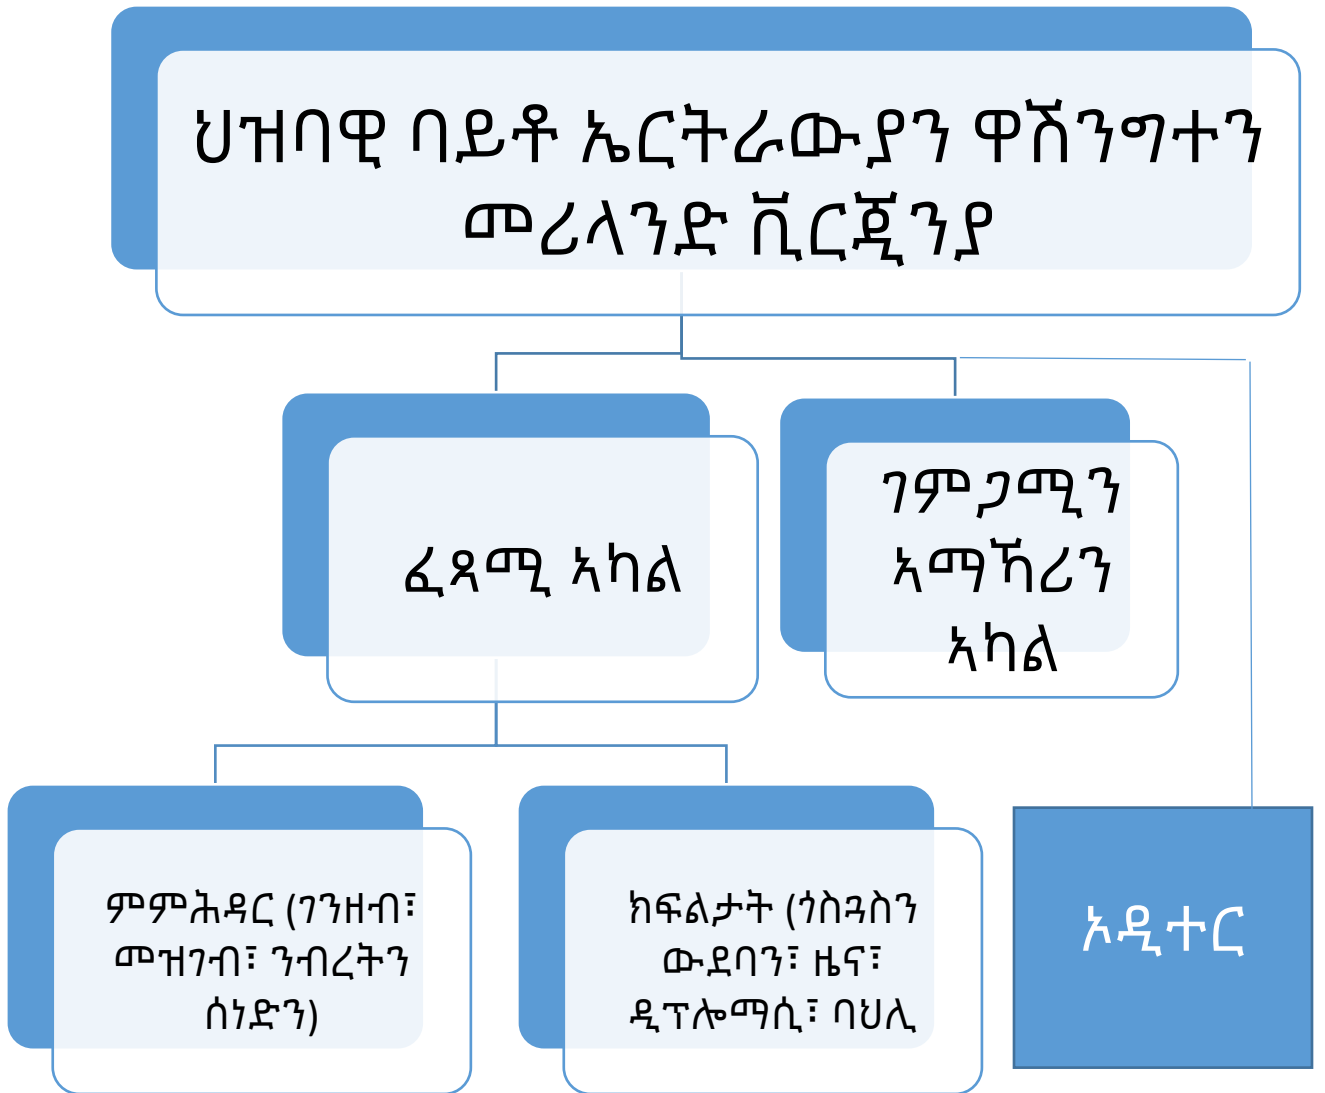 ህዝባዊ ባይቶ ኤርትራውያን ዋሽንግተን
መሪላንድ ቪርጂንያ
ፈጻሚ ኣካል
ገምጋሚን
ኣማኻሪን
ኣካል
ምምሕዳር (ገንዘብ፣
መዝገብ፣ ንብረትን
ሰነድን)
ክፍልታት (ጎስጓስን
ውደባን፣ ዜና፣
ዲፕሎማሲ፣ ባህሊ
ኦዲተር